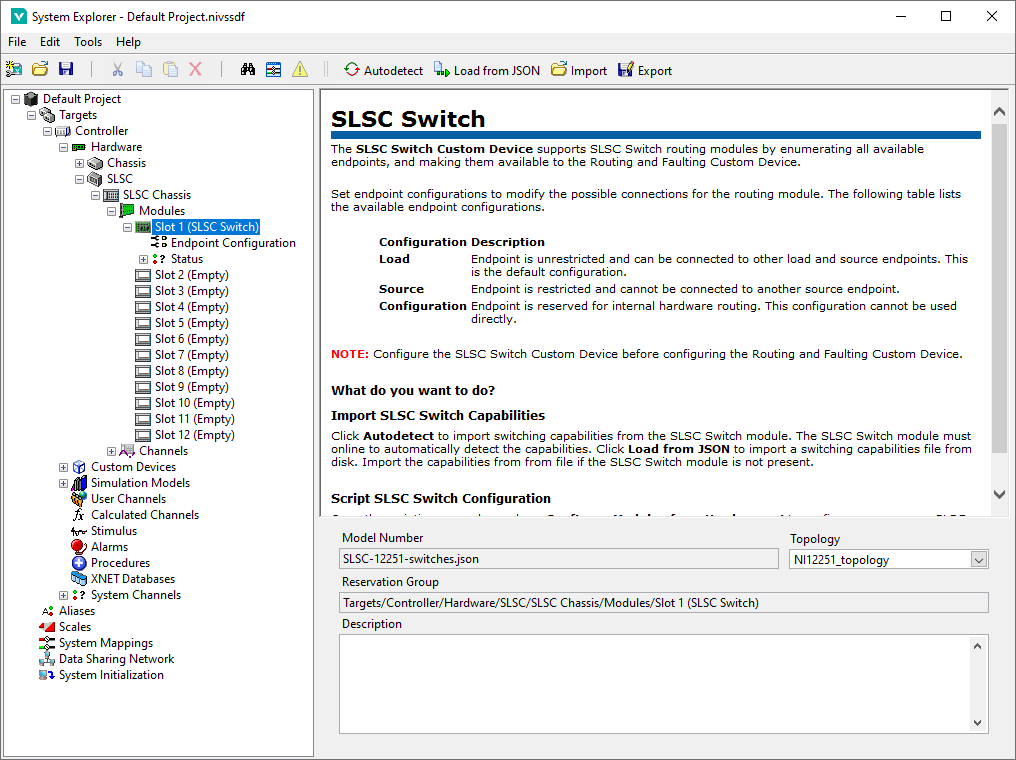 System Explorer - Default Project.nivssdf
File Edit Tools Help
Autodetect Load from JSON Import Export
Default Project
Targets
Controller
Hardware
Chassis
SLSC
SLSC Chassis
Modules
Slot 1 (SLSC Switch)
Endpoint Configuration
Status
Slot 2 (Empty)
Slot 3 (Empty)
Slot 4 (Empty)
Slot 5 (Empty)
Slot 6 (Empty)
Slot 7 (Empty)
Slot 8 (Empty)
Slot 9 (Empty)
Slot 10 (Empty)
Slot 11 (Empty)
Slot 12 (Empty)
Channels
Custom Devices
Simulation Models
User Channels
Calculated Channels
Stimulus
Alarms
Procedures
XNET Databases
System Channels
Aliases
Scales
System Mappings
Data Sharing Network
System Initialization
SLSC Switch
The SLSC Switch Custom Device supports SLSC Switch routing modules by enumerating all available
endpoints, and making them available to the Routing and Faulting Custom Device.
Set endpoint configurations to modify the possible connections for the routing module. The following table lists
the available endpoint configurations.
Configuration Description
Load Endpoint is unrestricted and can be connected to other load and source endpoints. This
is the default configuration.
Source Endpoint is restricted and cannot be connected to another source endpoint.
Configuration Endpoint is reserved for internal hardware routing. This configuration cannot be used
directly.
NOTE: Configure the SLSC Switch Custom Device before configuring the Routing and Faulting Custom Device.
What do you want to do?
Import SLSC Switch Capabilities
Click Autodetect to import switching capabilities from the SLSC Switch module. The SLSC Switch module must
online to automatically detect the capabilities. Click Load from JSON to import a switching capabilities file from
disk. Import the capabilities from from file if the SLSC Switch module is not present.
Script SLSC Switch Configuration
Model Number
SLSC-12251-switches.json
Topology
NI12251_topology
Reservation Group
Targets/Controller/Hardware/SLSC/SLSC Chassis/Modules/Slot 1 (SLSC Switch)
Description